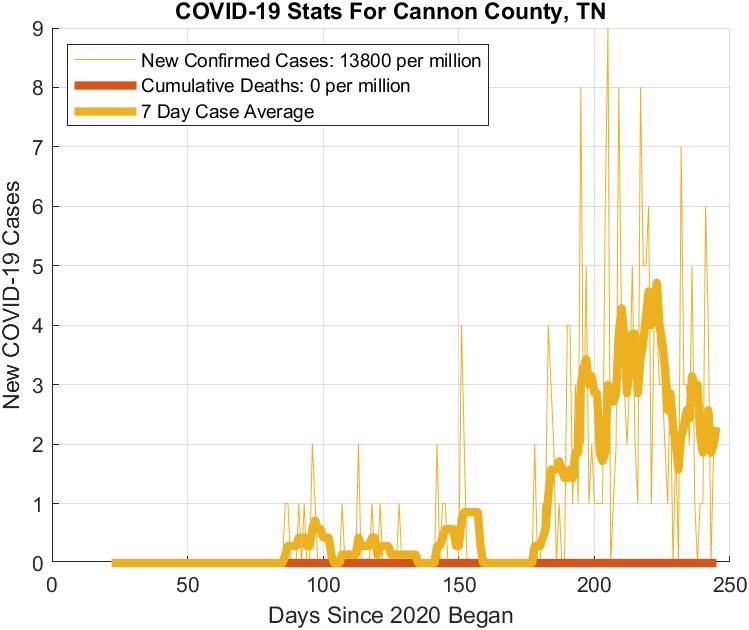 COVID-19 Stats For Cannon County, TN
New Confirmed Cases: 13800 per million
Cumulative Deaths: 0 per million
7 Day Case Average
New COVID-19 Cases
9
8
7
6
5
4
3
2
1
0
0 50 100 150 200 250
Days Since 2020 Began